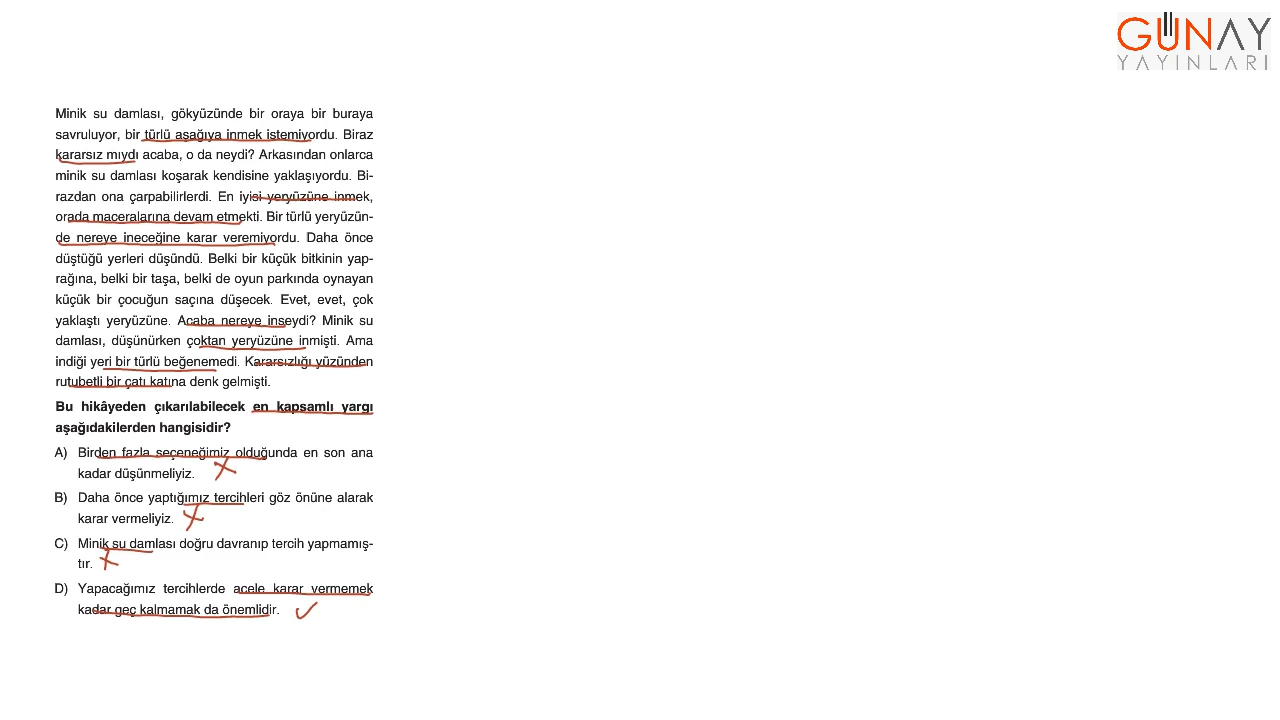 GÜNAY
YAYINLARI
Minik su damlası, gökyüzünde bir oraya bir buraya
savruluyor, bir türlü aşağıya inmek istemiyordu. Biraz
kararsız mıydı acaba, o da neydi? Arkasından onlarca
minik su damlası koşarak kendisine yaklaşıyordu. Bi-
razdan ona çarpabilirlerdi. En iyisi yeryüzüne inmek,
orada maceralarına devam etmekti. Bir türlü yeryüzün-
de nereye ineceğine karar veremiyordu. Daha önce
düştüğü yerleri düşündü. Belki bir küçük bitkinin yap-
rağına, belki bir taşa, belki de oyun parkında oynayan
küçük bir çocuğun saçına düşecek. Evet, evet, çok
yaklaştı yeryüzüne. Acaba nereye inseydi? Minik su
damlası, düşünürken çoktan yeryüzüne inmişti. Ama
indiği yeri bir türlü beğenemedi. Kararsızlığı yüzünden
rutubetli bir çatı katına denk gelmişti.
Bu hikâyeden çıkarılabilecek en kapsamlı yargı
aşağıdakilerden hangisidir?
A) Birden fazla seçeneğimiz olduğunda en son ana
kadar düşünmeliyiz.
B) Daha önce yaptığımız tercihleri göz önüne alarak
karar vermeliyiz.
C) Minik su damlası doğru davranıp tercih yapmamış-
tır.
D) Yapacağımız tercihlerde acele karar vermemek
kadar geç kalmamak da önemlidir.